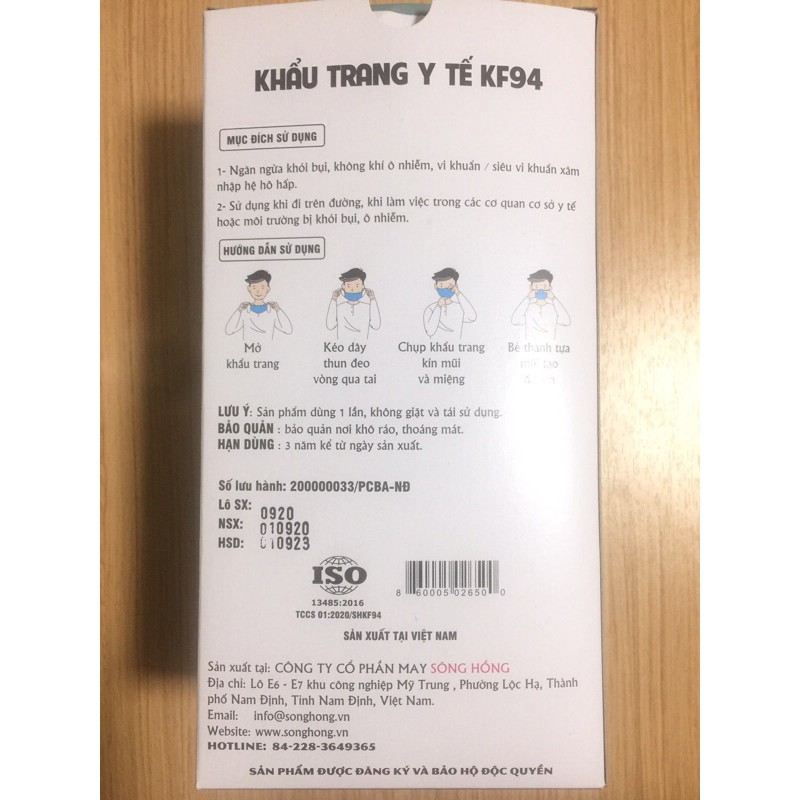 KHẨU TRANG Y TẾ KF94
MỤC ĐÍCH SỬ DỤNG
1- Ngăn ngừa khói bụi, không khí ô nhiễm, vi khuẩn / siêu vi khuẩn xâm
nhập hệ hô hấp.
2- Sử dụng khi đi trên đường, khi làm việc trong các cơ quan cơ sở y tế
hoặc môi trường bị khói bụi, ô nhiễm.
HƯỚNG DẪN SỬ DỤNG
Mở
khẩu trang
Kéo dây
thun đeo
vòng qua tai
Chụp khẩu trang
kín mũi
và miệng
Bẻ thanh tựa
LƯU Ý: Sản phẩm dùng 1 lần, không giặt và tái sử dụng.
BẢO QUẢN : bảo quản nơi khô ráo, thoáng mát.
HẠN DÙNG : 3 năm kể từ ngày sản xuất.
Số lưu hành: 200000033/PCBA-NĐ
Lô SX: 0920
NSX: 010920
HSD: 010923
ISO
13485:2016
TCCS 01:2020/SHKF94
8 60005 02650 0
SẢN XUẤT TẠI VIỆT NAM
Sản xuất tại: CÔNG TY CỔ PHẦN MAY SÔNG HỒNG
Địa chỉ: Lô E6 - E7 khu công nghiệp Mỹ Trung , Phường Lộc Hạ, Thành
phố Nam Định, Tỉnh Nam Định, Việt Nam.
Email: info@songhong.vn
Website: www.songhong.vn
HOTLINE: 84-228-3649365
SẢN PHẨM ĐƯỢC ĐĂNG KÝ VÀ BẢO HỘ ĐỘC QUYỀN